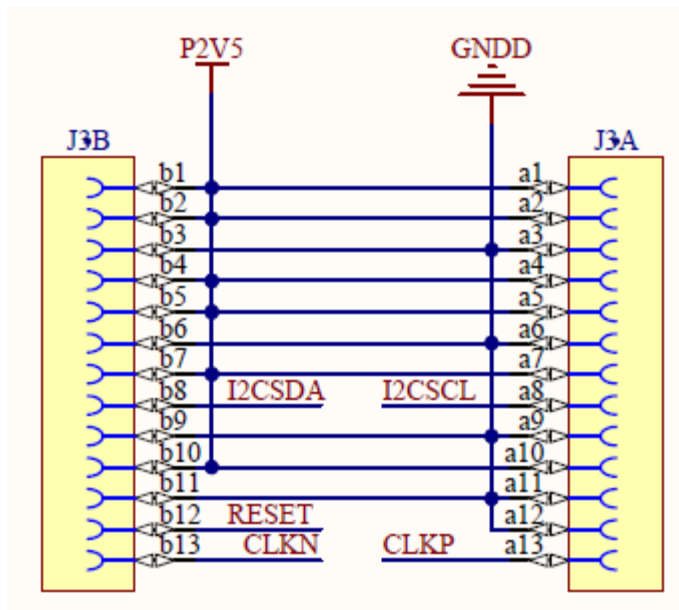 P2V5 GNDD
J3B J3A
b1 a1
b2 a2
b3 a3
b4 a4
b5 a5
b6 a6
b7 a7
b8 I2CSDA I2CSCL a8
b9 a9
b10 a10
b11 a11
b12 RESET a12
b13 CLKN CLKP a13